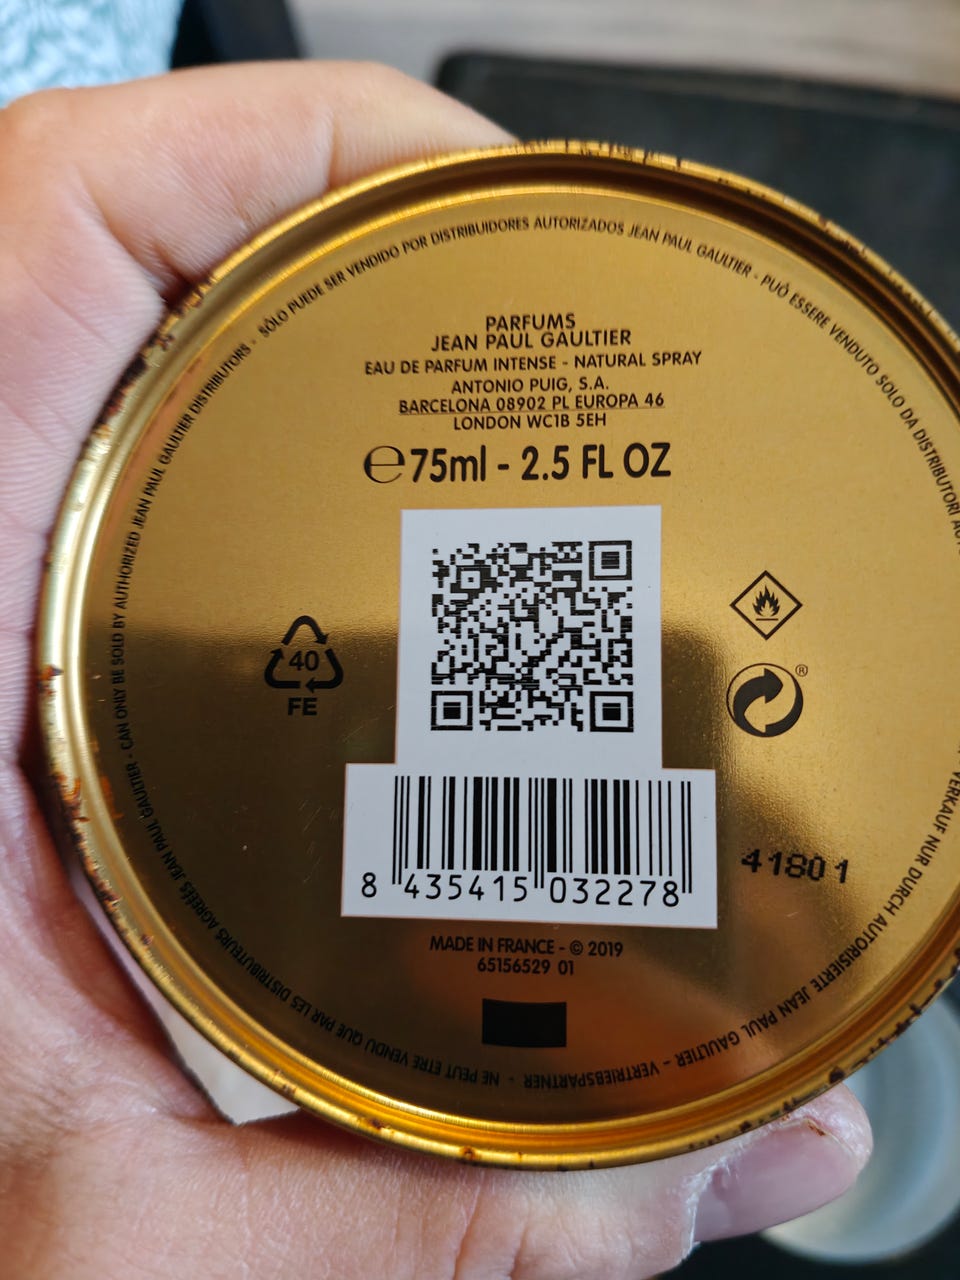 SÓLO PUEDE SER VENDIDO POR DISTRIBUIDORES AUTORIZADOS JEAN PAUL GAULTIER - PUÒ ESSERE VENDUTO SOLO DA DISTRIBUTORI
VERKAUF NUR DURCH AUTORISIERTE JEAN PAUL GAULTIER - VERTRIEBSPARTNER - NE PEUT ETRE VENDU QUE PAR LES DISTRIBUTEURS AGREÉS JEAN PAUL GAULTIER - CAN ONLY BE SOLD BY AUTHORIZED JEAN PAUL GAULTIER DISTRIBUTORS -
PARFUMS
JEAN PAUL GAULTIER
EAU DE PARFUM INTENSE - NATURAL SPRAY
ANTONIO PUIG, S.A.
BARCELONA 08902 PL EUROPA 46
LONDON WC1B 5EH
℮75ml - 2.5 FL OZ
40
FE
®
41801
8 435415 032278
MADE IN FRANCE - © 2019
65156529 01